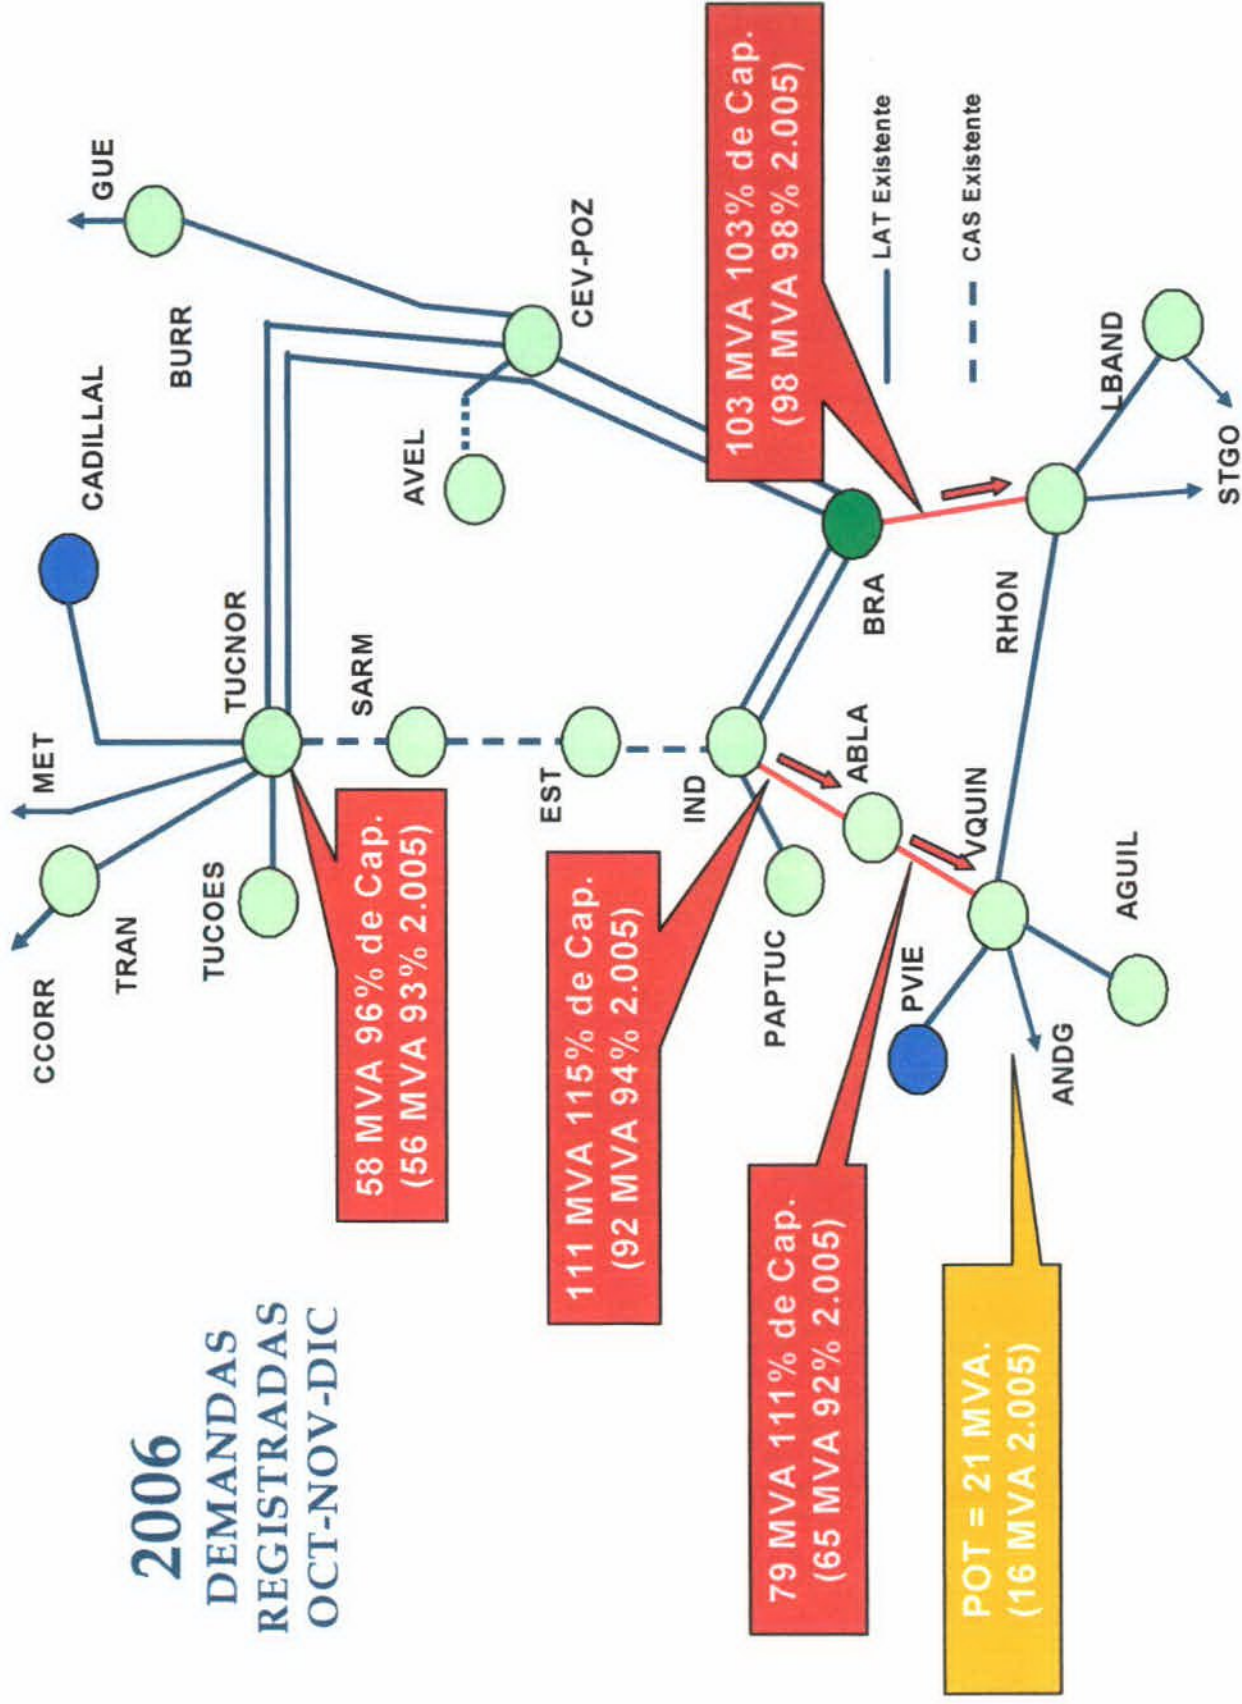 2006
DEMANDAS
REGISTRADAS
OCT-NOV-DIC
CCORR
MET
CADILLAL
GUE
TRAN
BURR
TUCOES
TUCNOR
58 MVA 96% de Cap.
(56 MVA 93% 2.005)
SARM
AVEL
CEV-POZ
EST
111 MVA 115% de Cap.
(92 MVA 94% 2.005)
IND
PAPTUC
ABLA
BRA
103 MVA 103% de Cap.
(98 MVA 98% 2.005)
79 MVA 111% de Cap.
(65 MVA 92% 2.005)
PVIE
VQUIN
RHON
LAT Existente
CAS Existente
POT = 21 MVA.
(16 MVA 2.005)
ANDG
AGUIL
LBAND
STGO